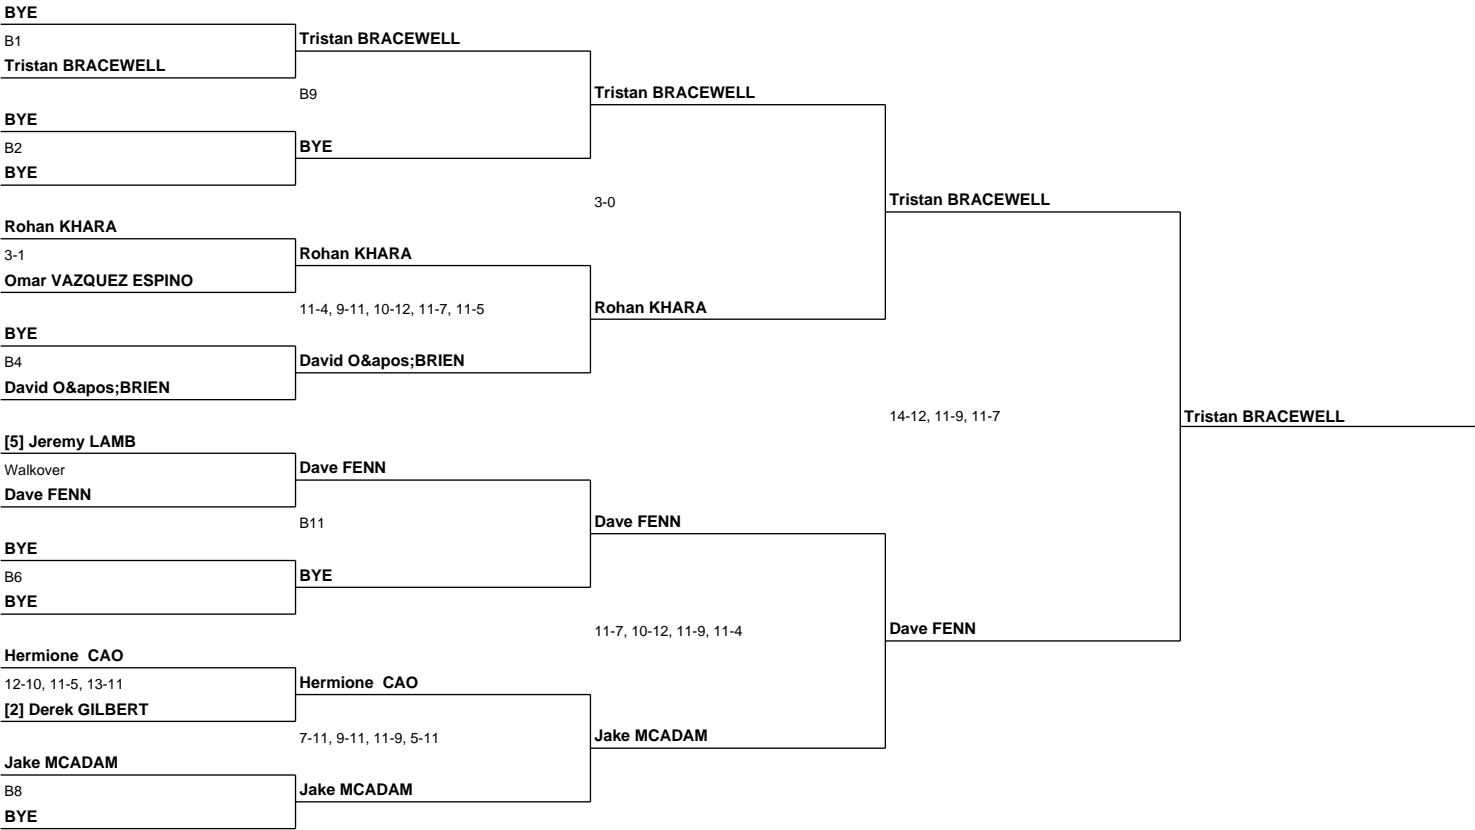 BYE
B1
Tristan BRACEWELL
BYE
B2
BYE
Rohan KHARA
3-1
Omar VAZQUEZ ESPINO
BYE
B4
David O&apos;BRIEN
[5] Jeremy LAMB
Walkover
Dave FENN
BYE
B6
BYE
Hermione  CAO
12-10, 11-5, 13-11
[2] Derek GILBERT
Jake MCADAM
B8
BYE
Tristan BRACEWELL
B9
BYE
Rohan KHARA
11-4, 9-11, 10-12, 11-7, 11-5
David O&apos;BRIEN
Dave FENN
B11
BYE
Hermione  CAO
7-11, 9-11, 11-9, 5-11
Jake MCADAM
Tristan BRACEWELL
3-0
Rohan KHARA
Dave FENN
11-7, 10-12, 11-9, 11-4
Jake MCADAM
Tristan BRACEWELL
14-12, 11-9, 11-7
Dave FENN
Tristan BRACEWELL